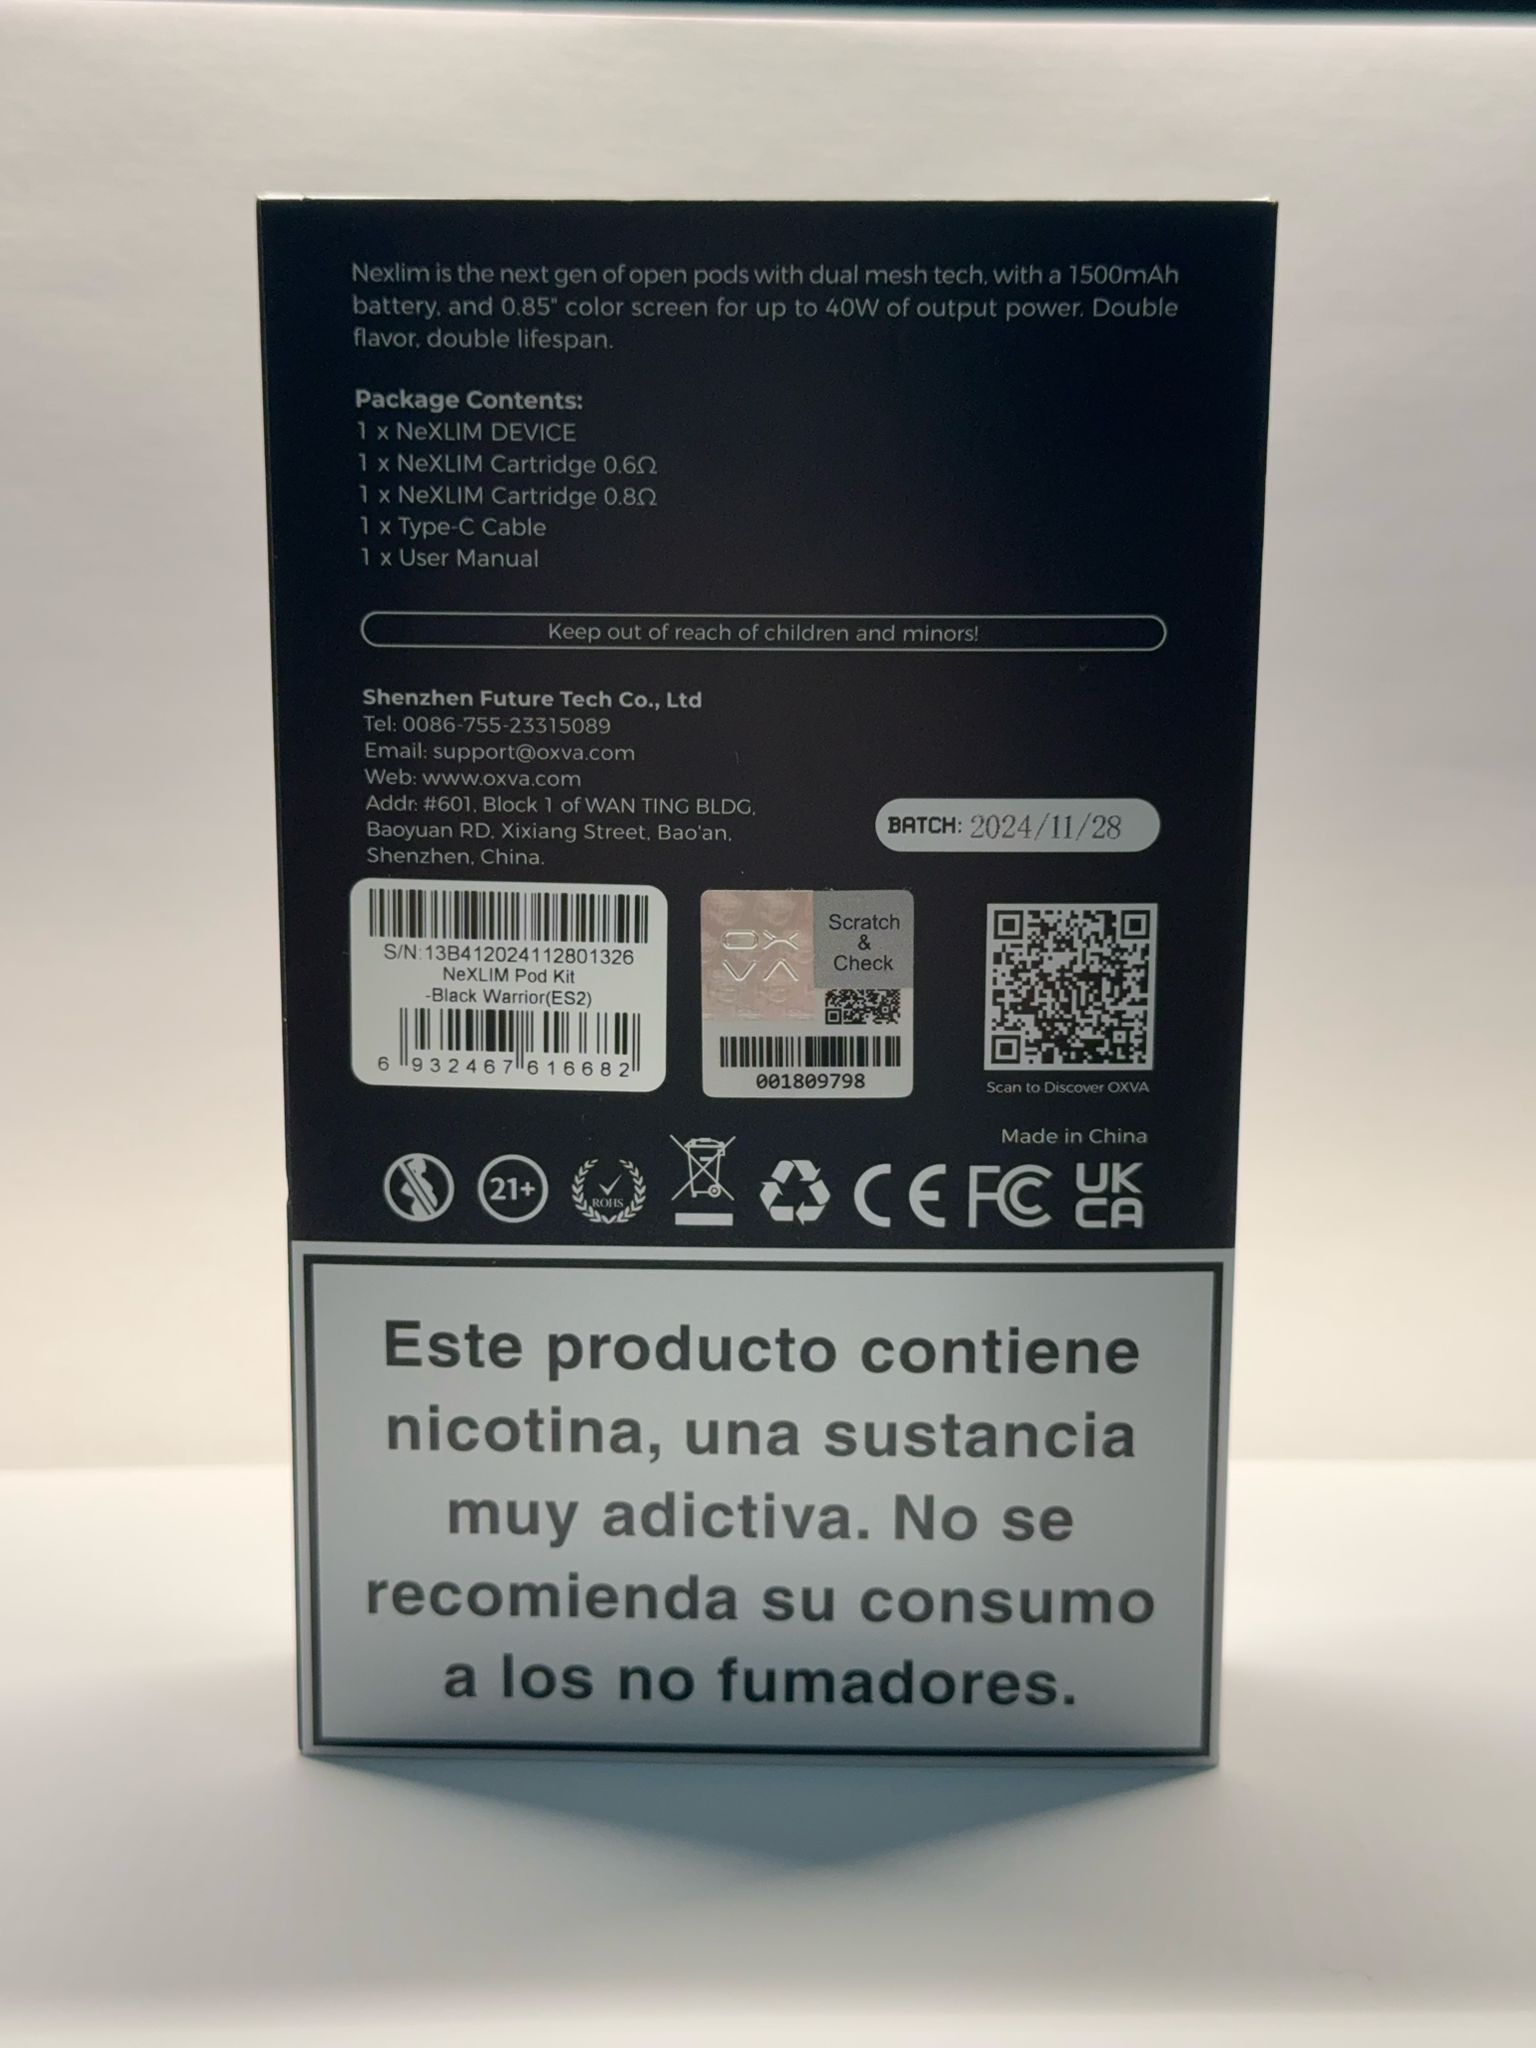 Nexlim is the next gen of open pods with dual mesh tech, with a 1500mAh
battery, and 0.85" color screen for up to 40W of output power. Double
flavor, double lifespan.
Package Contents:
1 x NeXLIM DEVICE
1 x NeXLIM Cartridge 0.6Ω
1 x NeXLIM Cartridge 0.8Ω
1 x Type-C Cable
1 x User Manual
Keep out of reach of children and minors!
Shenzhen Future Tech Co., Ltd
Tel: 0086-755-23315089
Email: support@oxva.com
Web: www.oxva.com
Addr: #601, Block 1 of WAN TING BLDG,
Baoyuan RD, Xixiang Street, Bao'an,
Shenzhen, China.
BATCH: 2024/11/28
S/N:13B412024112801326
NeXLIM Pod Kit
-Black Warrior(ES2)
6 932467 616682
OX
VA
Scratch
&
Check
001809798
Scan to Discover OXVA
Made in China
21+
ROHS
CE
FC
UK
CA
Este producto contiene
nicotina, una sustancia
muy adictiva. No se
recomienda su consumo
a los no fumadores.